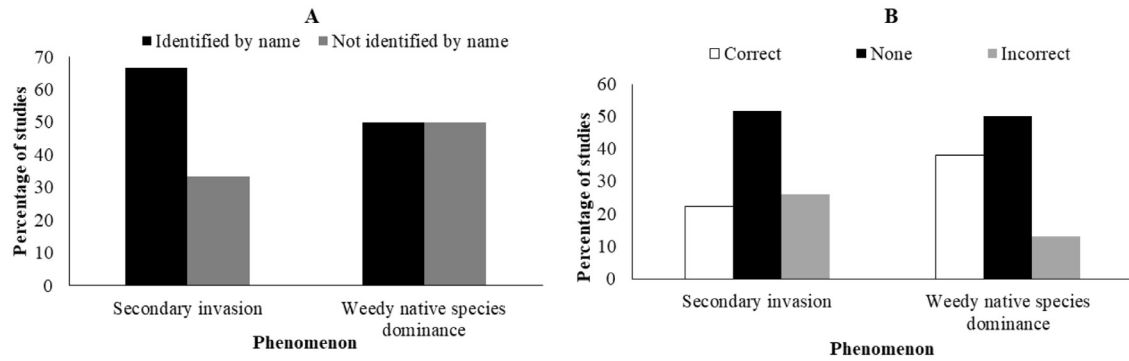 A
Identified by name Not identified by name
70
60
50
40
30
20
10
0
Percentage of studies
Secondary invasion
Weedy native species
dominance
Phenomenon
B
Correct None Incorrect
60
50
40
30
20
10
0
Percentage of studies
Secondary invasion
Weedy native species
dominance
Phenomenon